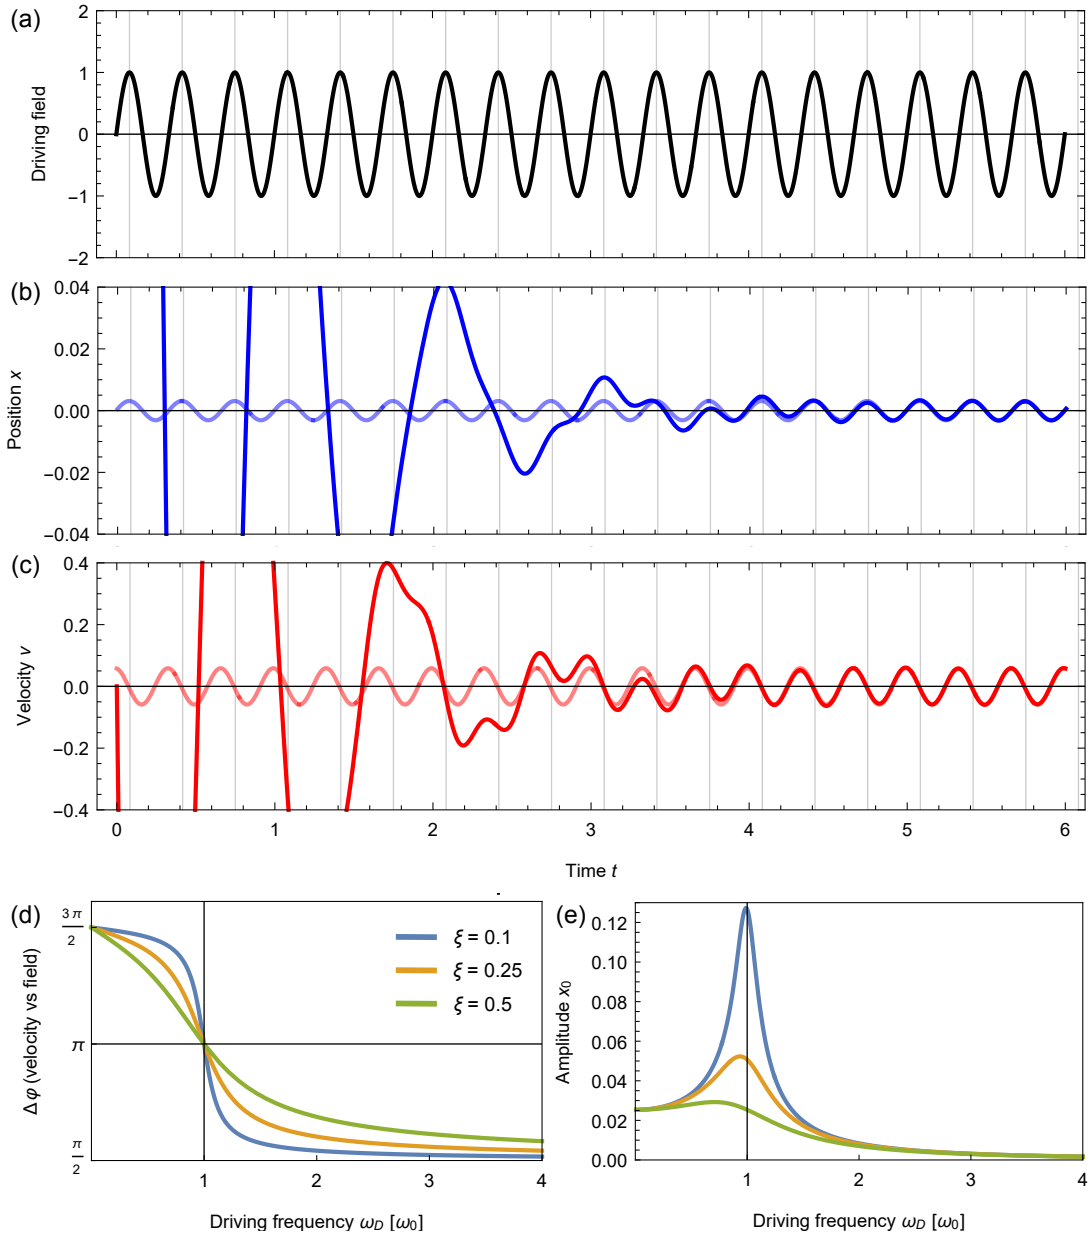 (a)
2
1
0
−1
−2
Driving field
(b)
0.04
0.02
0.00
−0.02
−0.04
Position x
(c)
0.4
0.2
0.0
−0.2
−0.4
Velocity v
0 1 2 3 4 5 6
Time t
(d)
3 π
2
π
π
2
Δφ (velocity vs field)
ξ = 0.1
ξ = 0.25
ξ = 0.5
1 2 3 4
Driving frequency ω_D [ω_0]
(e)
0.12
0.10
0.08
0.06
0.04
0.02
0.00
Amplitude x_0
1 2 3 4
Driving frequency ω_D [ω_0]